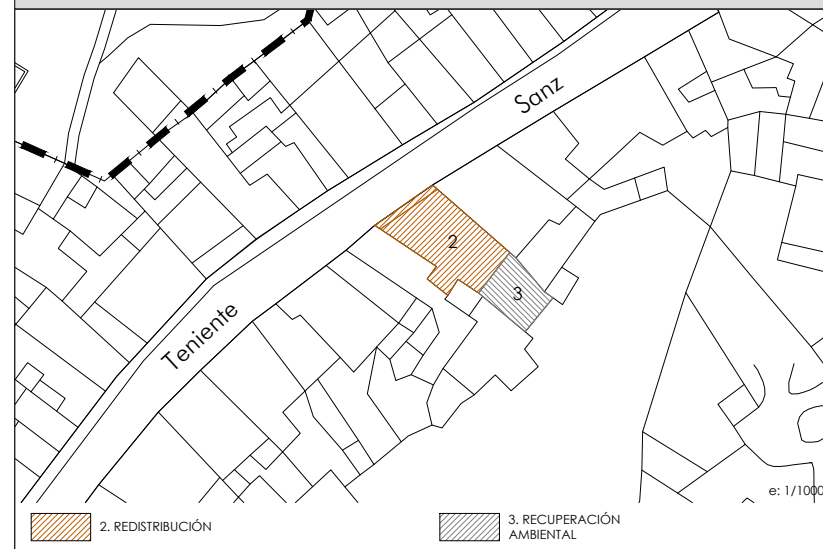 Sanz
2
3
Teniente
e: 1/1000
2. REDISTRIBUCIÓN
3. RECUPERACIÓN
AMBIENTAL